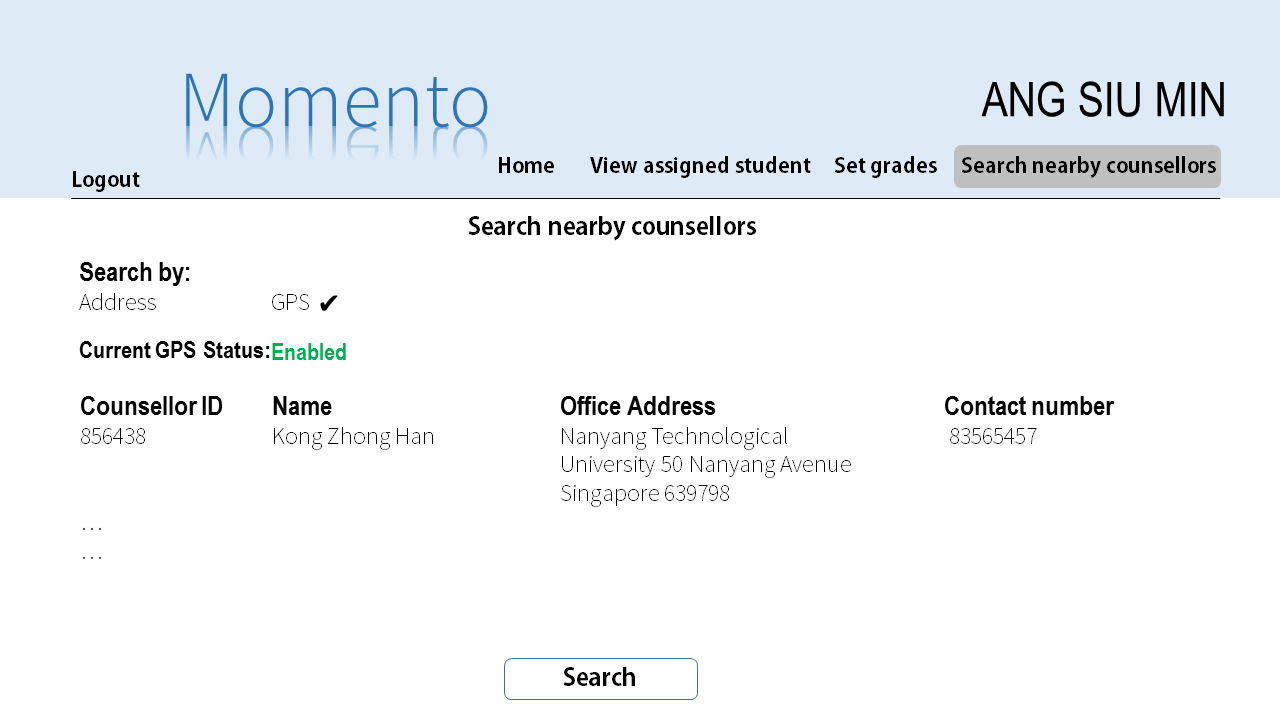 Momento
ANG SIU MIN
Logout
Home View assigned student Set grades Search nearby counsellors
Search nearby counsellors
Search by:
Address GPS ✔
Current GPS Status: Enabled
Counsellor ID Name Office Address Contact number
856438 Kong Zhong Han Nanyang Technological 83565457
University 50 Nanyang Avenue
Singapore 639798
…
…
Search